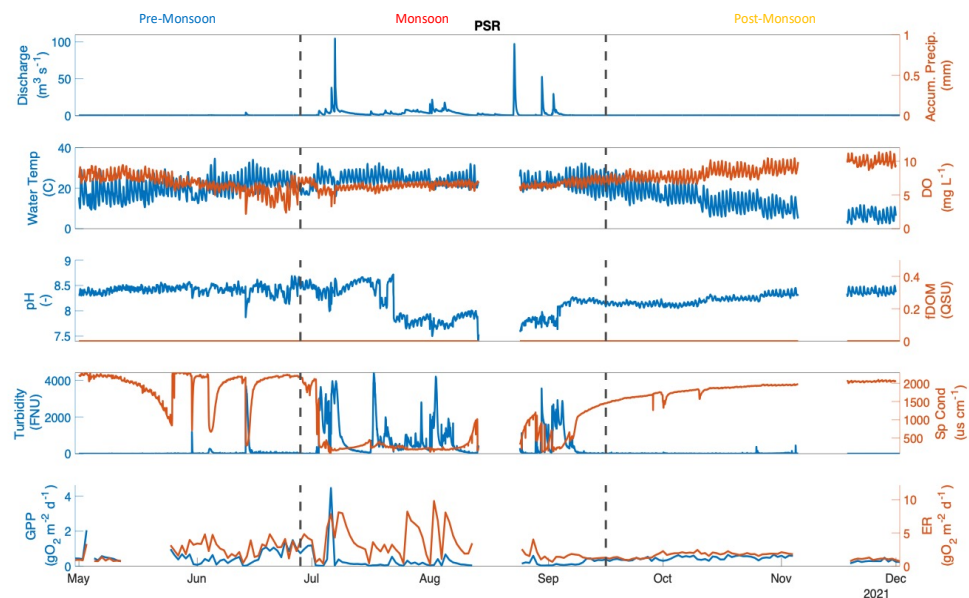 Pre-Monsoon Monsoon Post-Monsoon
PSR
Discharge
(m³ s⁻¹)
100
50
0
1
0.5
0
Accum. Precip.
(mm)
Water Temp
(C)
40
20
0
10
5
0
DO
(mg L⁻¹)
pH
(-)
9
8.5
8
7.5
0.4
0.2
0
fDOM
(QSU)
Turbidity
(FNU)
4000
2000
0
2000
1500
1000
500
Sp Cond
(us cm⁻¹)
GPP
(gO₂ m⁻² d⁻¹)
4
2
0
10
5
0
ER
(gO₂ m⁻² d⁻¹)
May Jun Jul Aug Sep Oct Nov Dec
2021